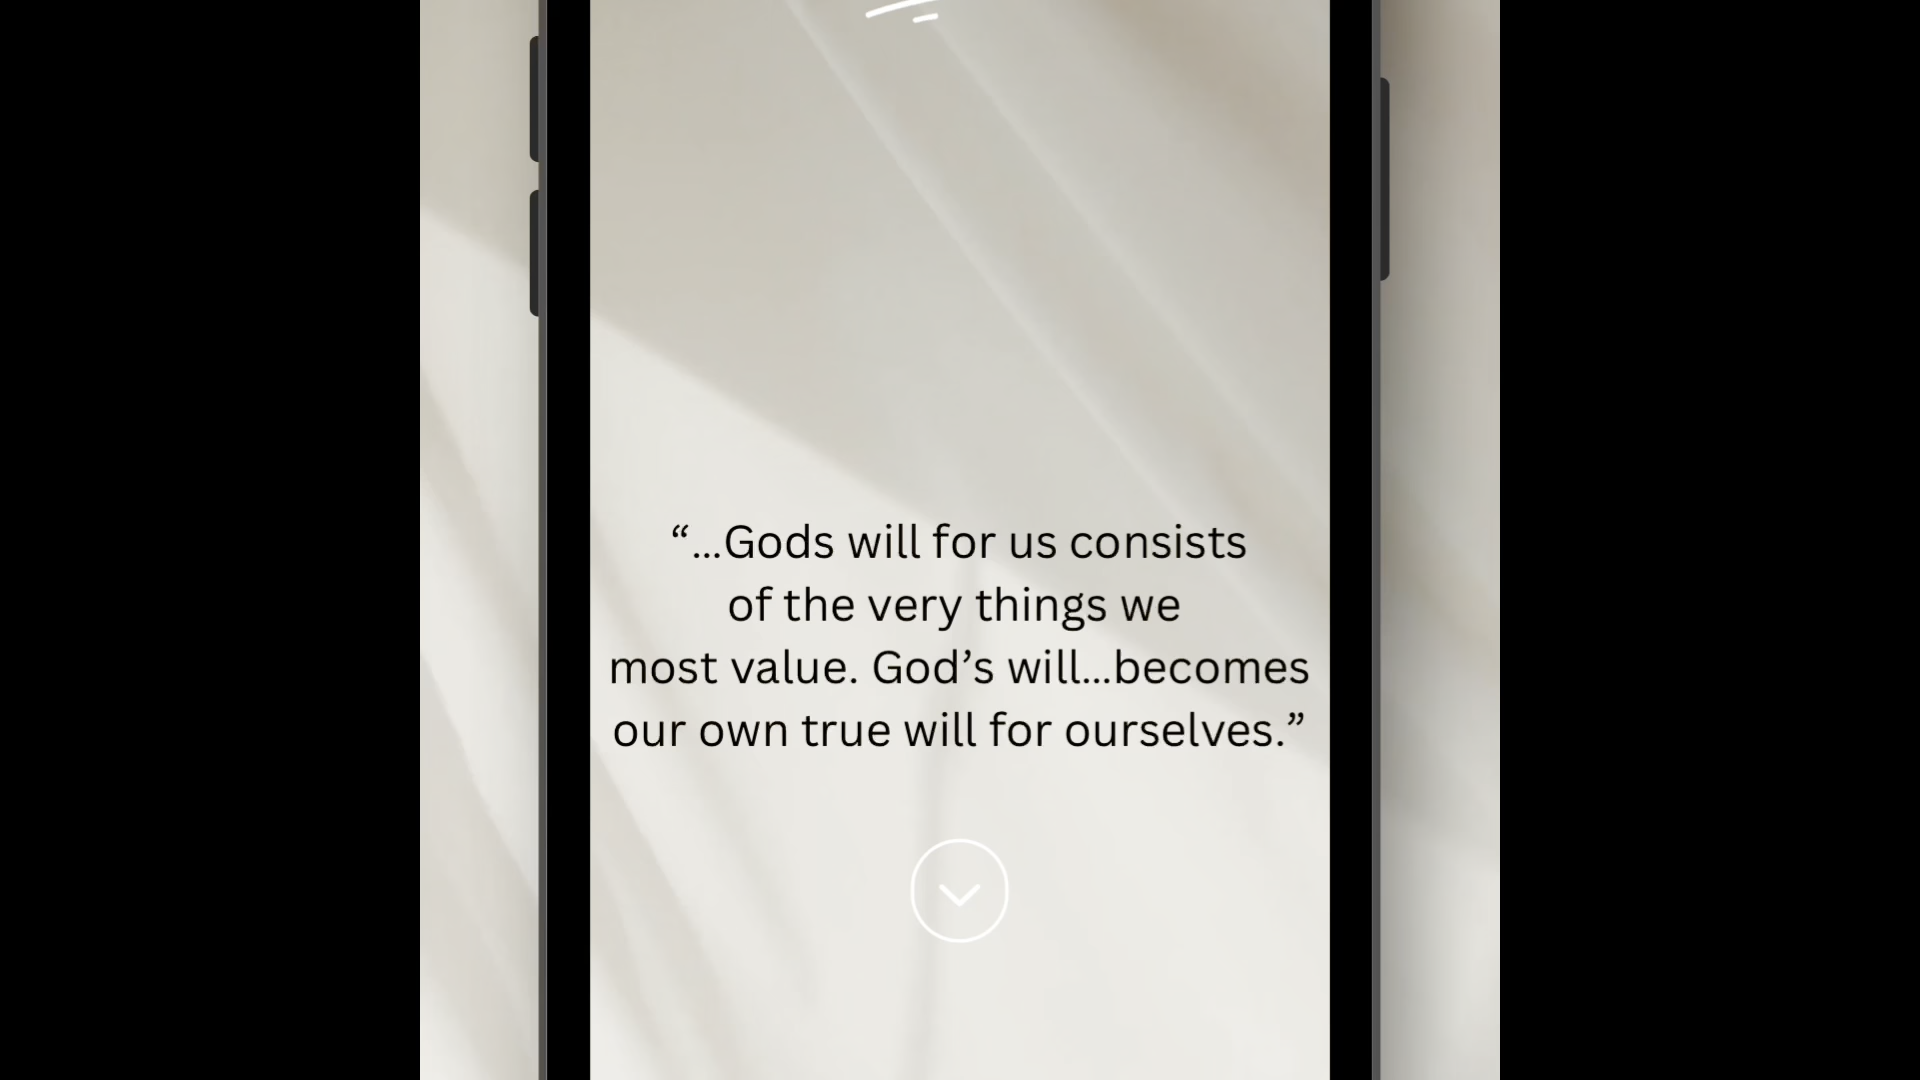 “...Gods will for us consists
of the very things we
most value. God’s will...becomes
our own true will for ourselves.”